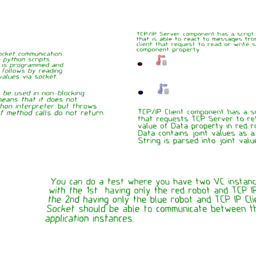 TCP/IP Server component has a script
that is able to react to messages fro
client that request to read or write s
component property
ocket communication
python scripts
is programmed and
follows by reading
values via socket.
be used in non-blocking
means that it does not
thon interpreter but throws
f method calls do not return
TCP/IP Client component has a s
that requests TCP Server to re
value of Data property in red r
Data contains joint values as a
String is parsed into joint value
You can do a test where you have two VC instanc
with the 1st having only the red robot and TCP IP
the 2nd having only the blue robot and TCP IP Cli
Socket should be able to communicate between th
application instances.